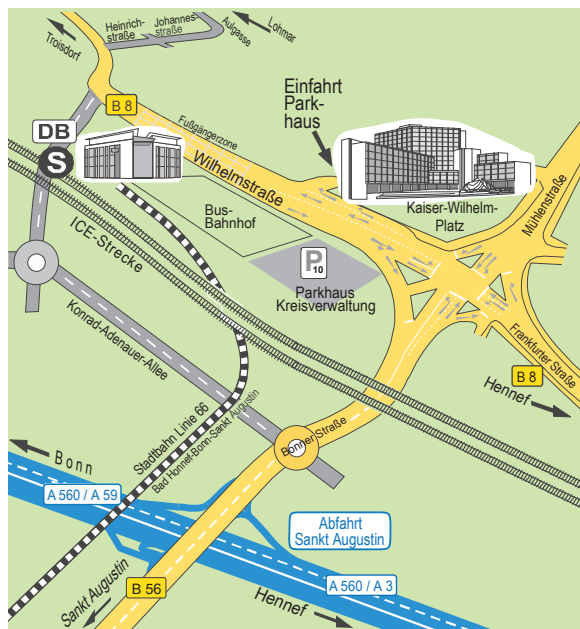 Heinrich-
straße
Johannes-
straße
Aulgasse
Lohmar
Troisdorf
B 8
Einfahrt
Park-
haus
Fußgängerzone
DB
S
Wilhelmstraße
Kaiser-Wilhelm-
Platz
Mühlenstraße
Bus-
Bahnhof
ICE-Strecke
P
10
Parkhaus
Kreisverwaltung
Konrad-Adenauer-Allee
Frankfurter Straße
B 8
Hennef
Stadtbahn Linie 66
Bad Honnef-Bonn-Sankt Augustin
Bonner Straße
Bonn
A 560 / A 59
Abfahrt
Sankt Augustin
Sankt Augustin
B 56
A 560 / A 3
Hennef